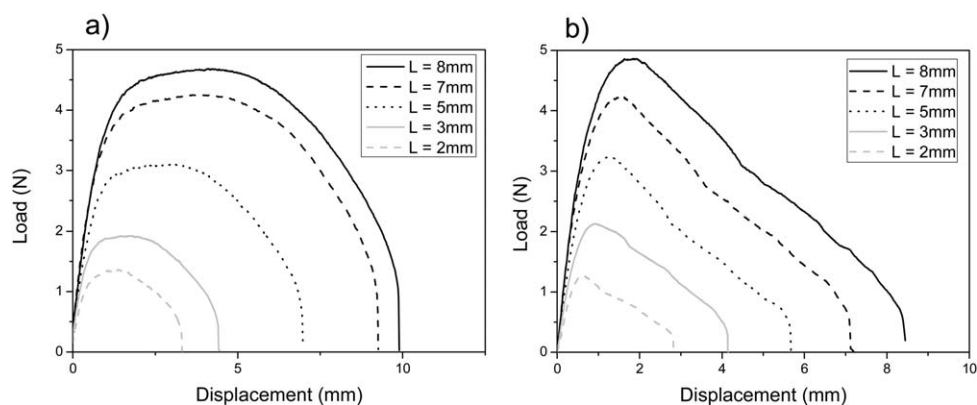 a)
5
4
3
2
1
0
Load (N)
0
5
10
Displacement (mm)
L = 8mm
L = 7mm
L = 5mm
L = 3mm
L = 2mm
b)
5
4
3
2
1
0
Load (N)
0
2
4
6
8
10
Displacement (mm)
L = 8mm
L = 7mm
L = 5mm
L = 3mm
L = 2mm